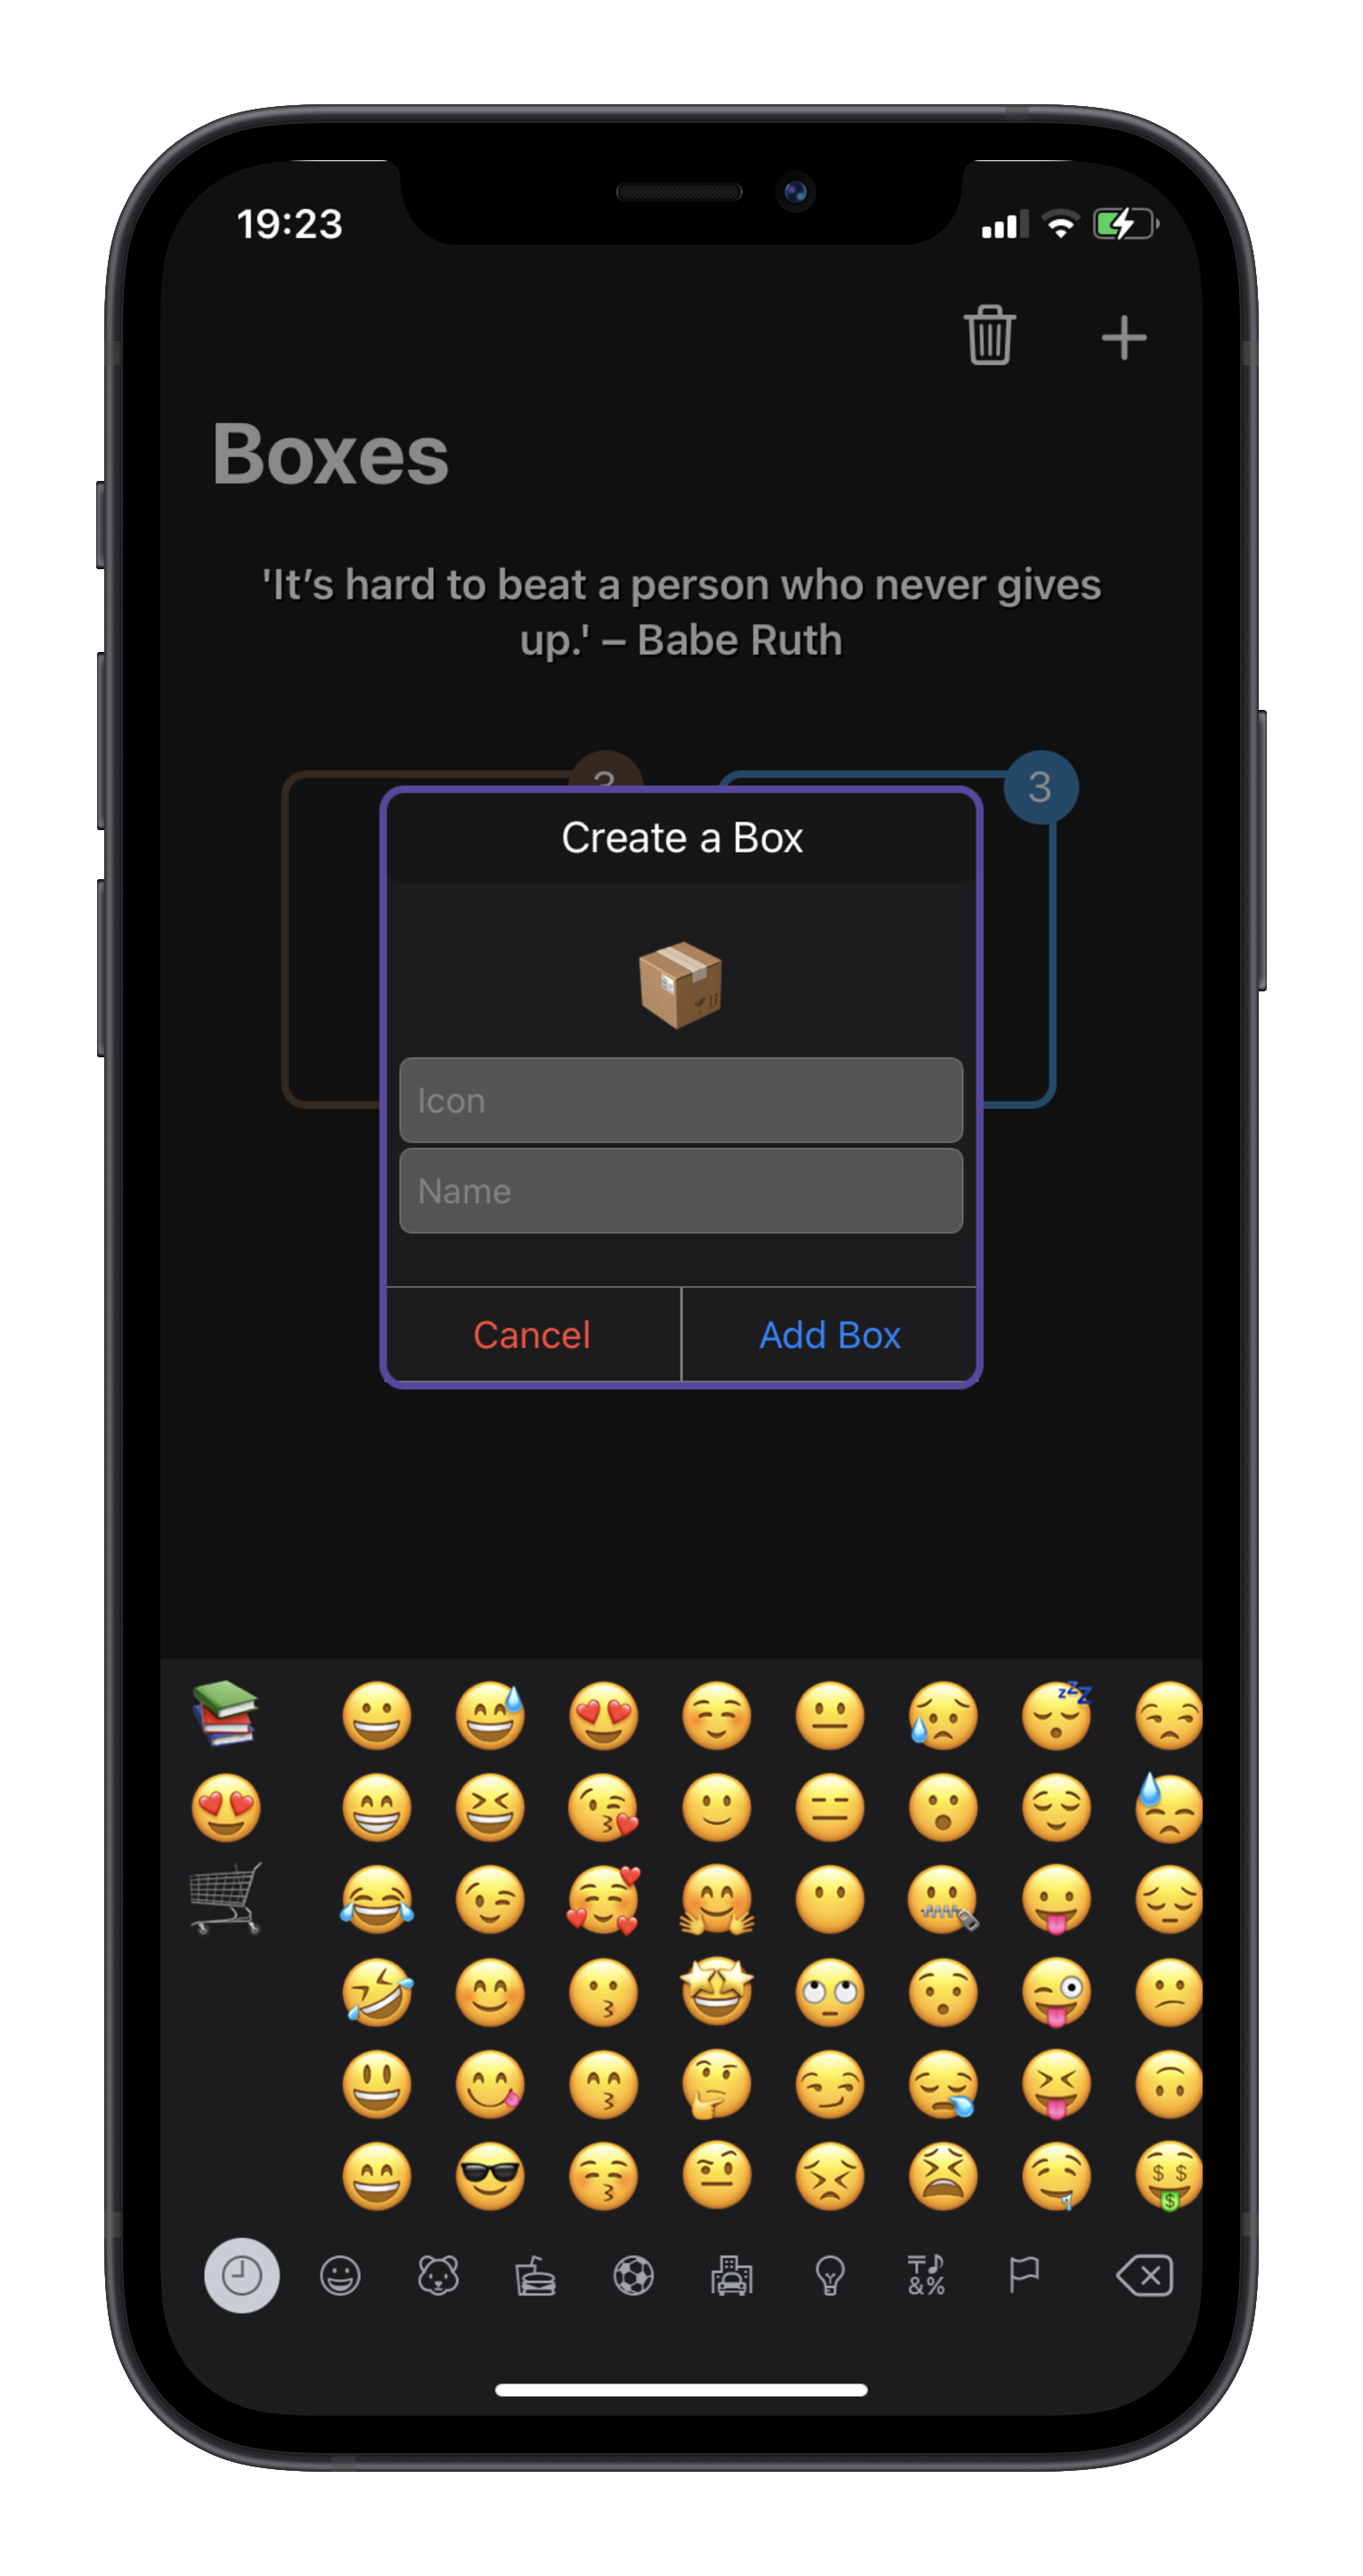 19:23
Boxes
'It’s hard to beat a person who never gives
up.' – Babe Ruth
3
Create a Box
Icon
Name
Cancel
Add Box